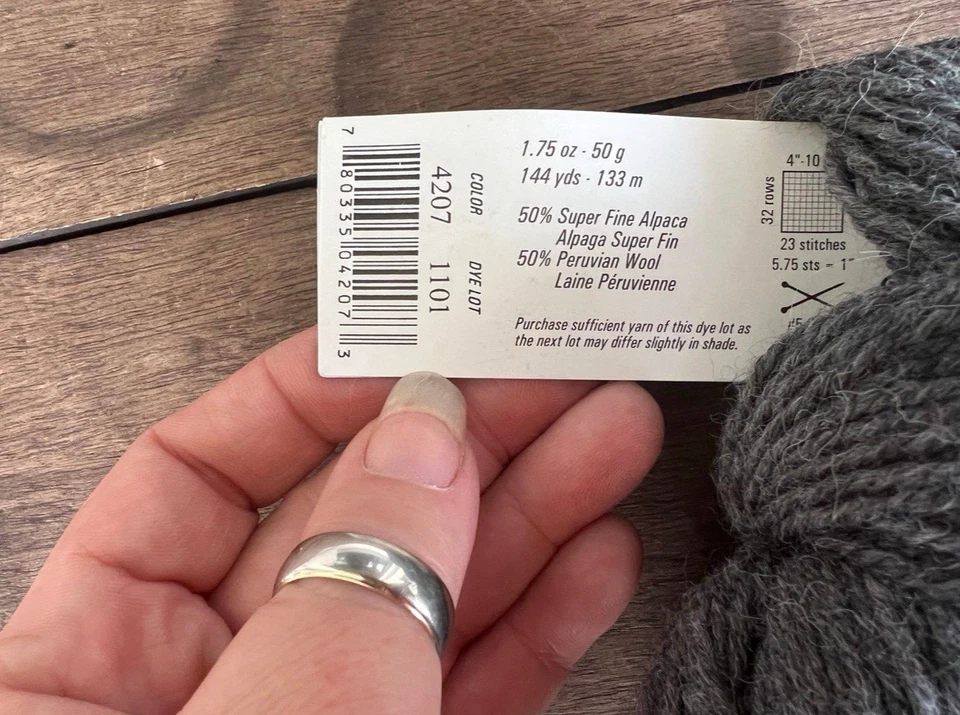 7 80335 04207 3
COLOR
4207
DYE LOT
1101
1.75 oz - 50 g
144 yds - 133 m
50% Super Fine Alpaca
Alpaga Super Fin
50% Peruvian Wool
Laine Péruvienne
Purchase sufficient yarn of this dye lot as
the next lot may differ slightly in shade.
4"-10
32 rows
23 stitches
5.75 sts = 1"